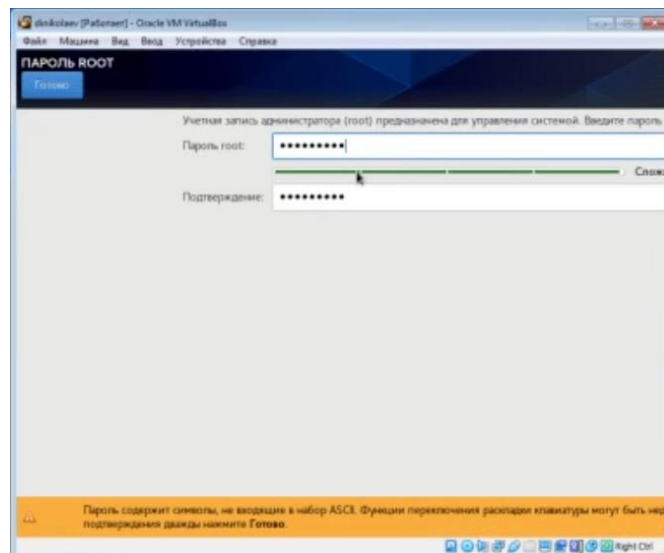 dinikolaev [Работает] - Oracle VM VirtualBox
Файл Машина Вид Ввод Устройства Справка
ПАРОЛЬ ROOT
Готово
Учетная запись администратора (root) предназначена для управления системой. Введите пароль
Пароль root: •••••••••
Слож
Подтверждение: •••••••••
Пароль содержит символы, не входящие в набор ASCII. Функции переключения раскладки клавиатуры могут быть нед
подтверждения дважды нажмите Готово.
Right Ctrl